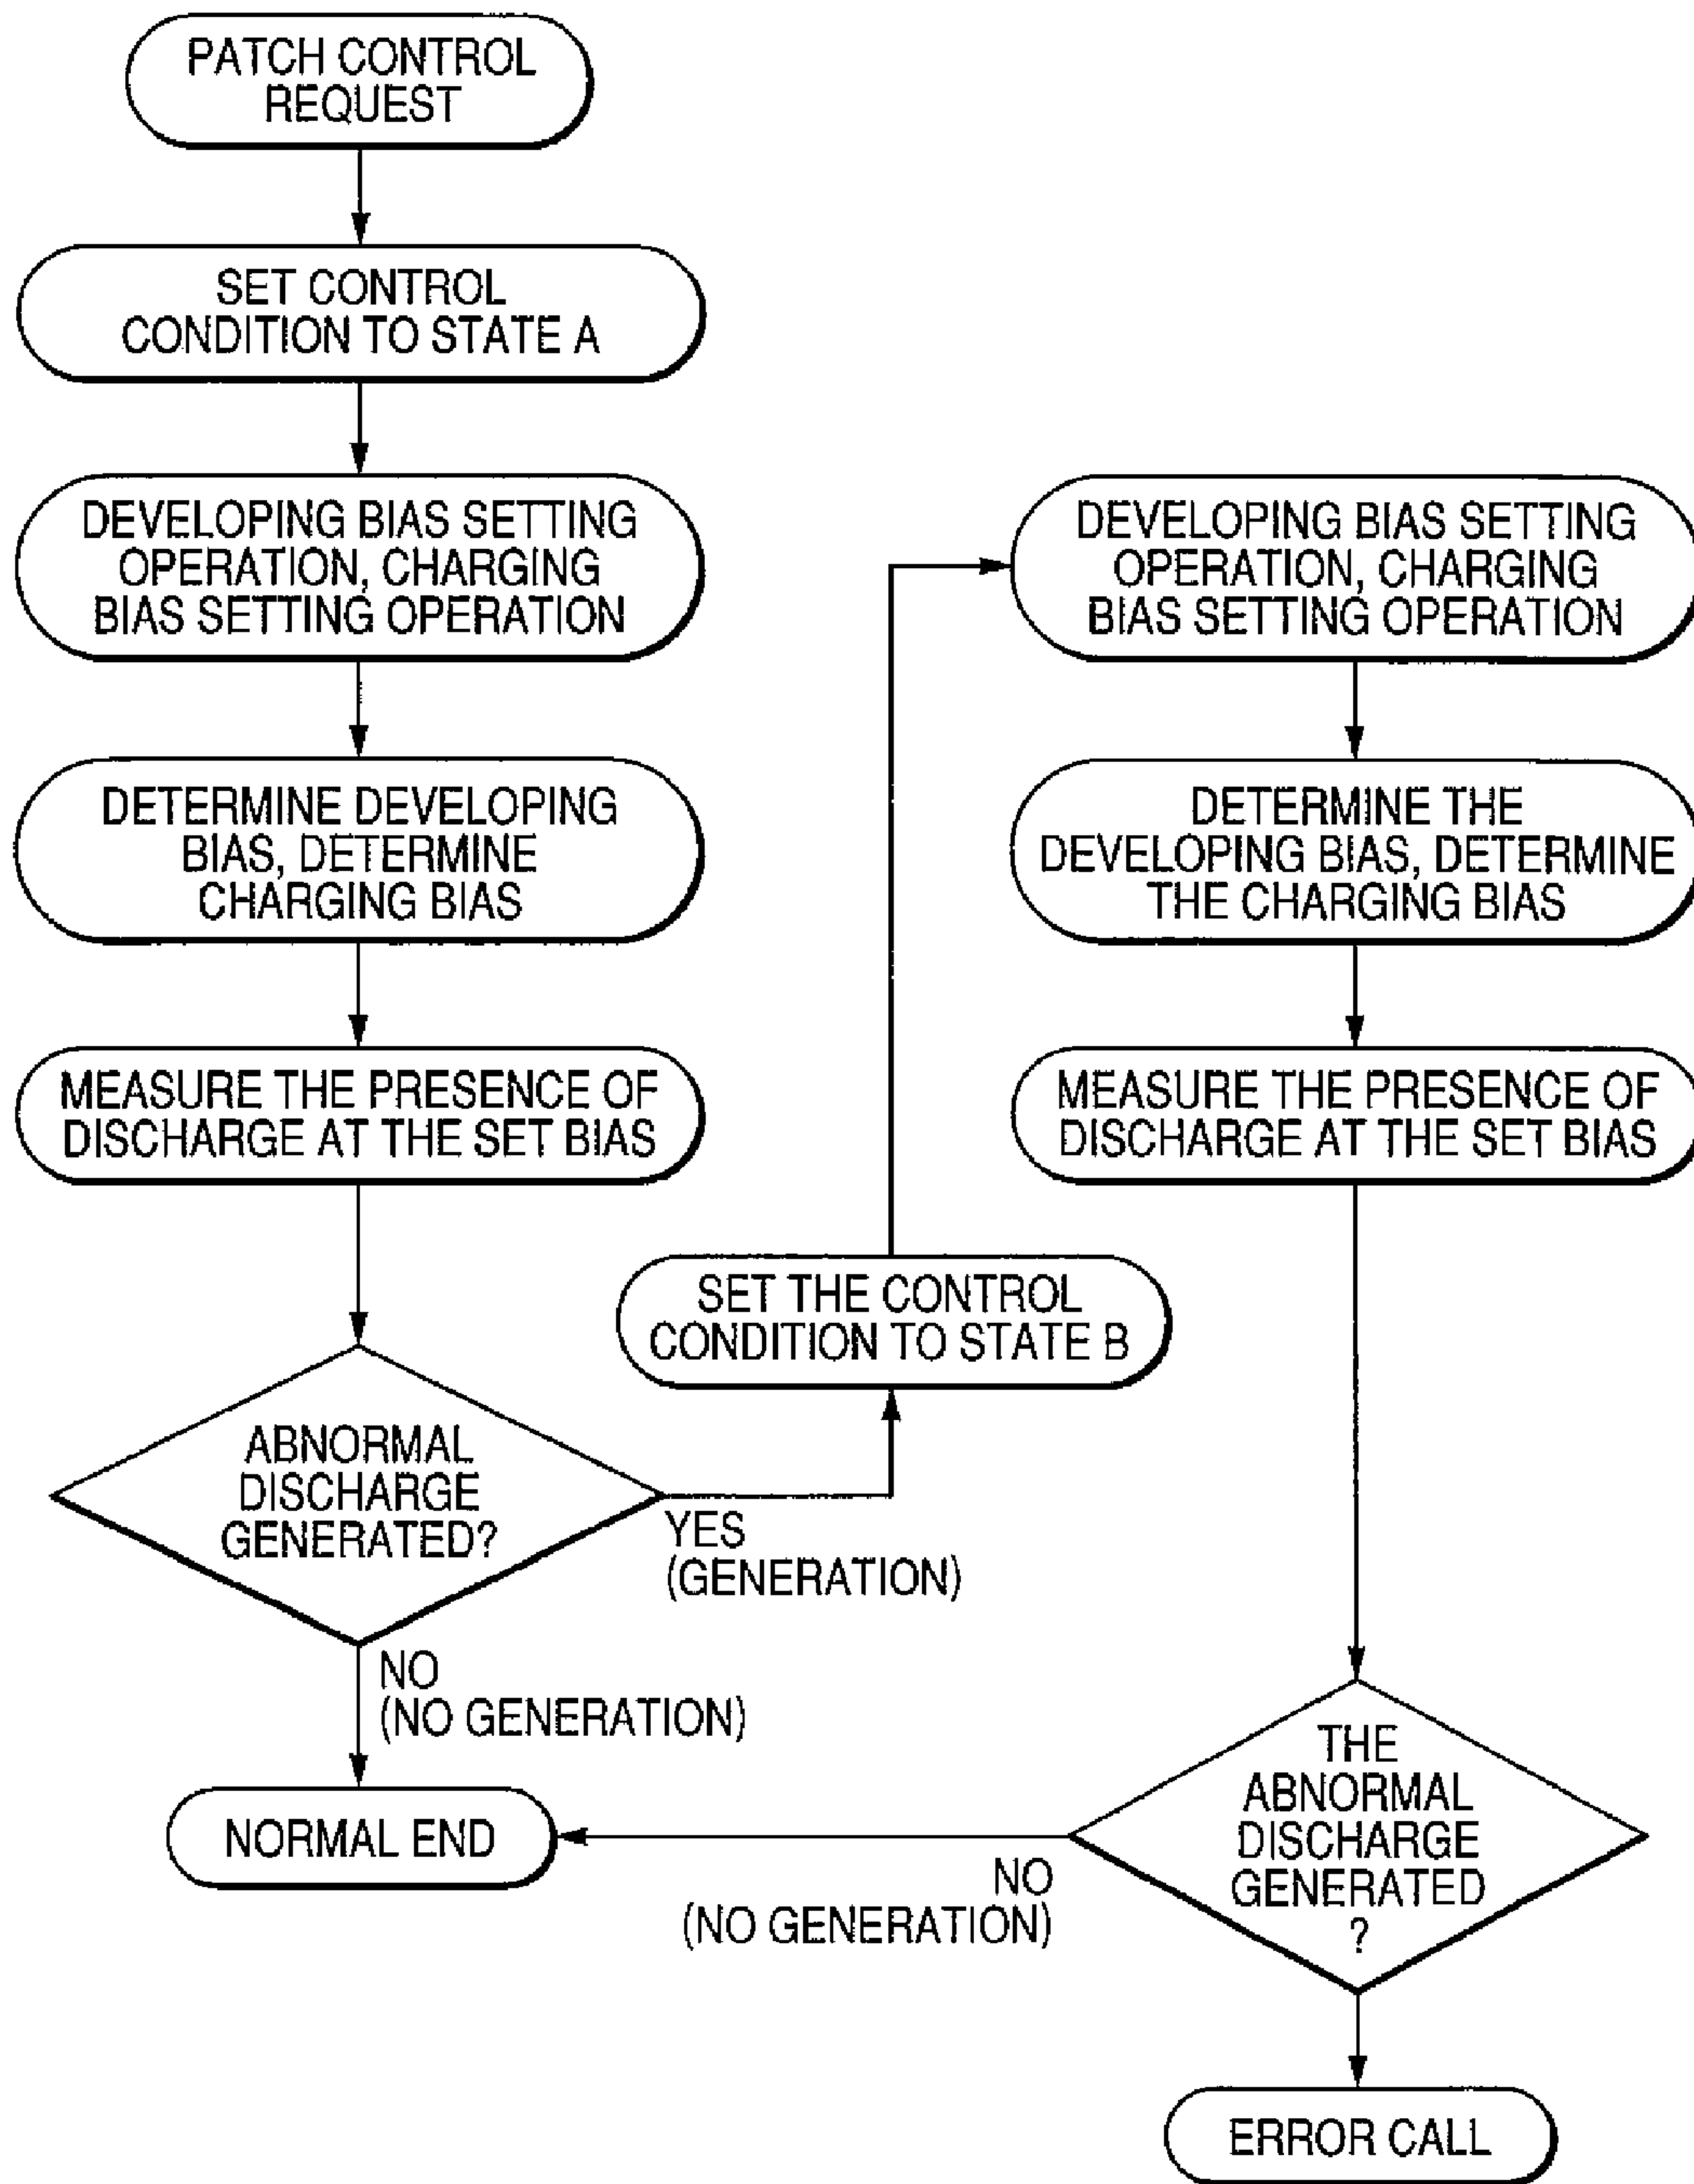 PATCH CONTROL
REQUEST
SET CONTROL
CONDITION TO STATE A
DEVELOPING BIAS SETTING
OPERATION, CHARGING
BIAS SETTING OPERATION
DETERMINE DEVELOPING
BIAS, DETERMINE
CHARGING BIAS
MEASURE THE PRESENCE OF
DISCHARGE AT THE SET BIAS
ABNORMAL
DISCHARGE
GENERATED?
YES
(GENERATION)
NO
(NO GENERATION)
NORMAL END
SET THE CONTROL
CONDITION TO STATE B
DEVELOPING BIAS SETTING
OPERATION, CHARGING
BIAS SETTING OPERATION
DETERMINE THE
DEVELOPING BIAS, DETERMINE
THE CHARGING BIAS
MEASURE THE PRESENCE OF
DISCHARGE AT THE SET BIAS
THE
ABNORMAL
DISCHARGE
GENERATED
?
NO
(NO GENERATION)
ERROR CALL